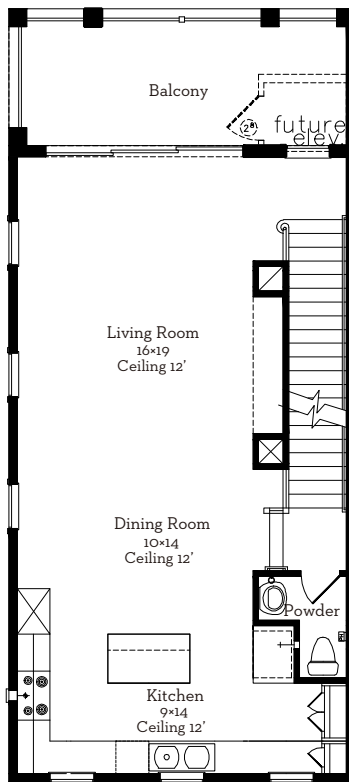 Balcony
2⁸
future
elev.
Living Room
16×19
Ceiling 12'
Dining Room
10×14
Ceiling 12'
Powder
Kitchen
9×14
Ceiling 12'